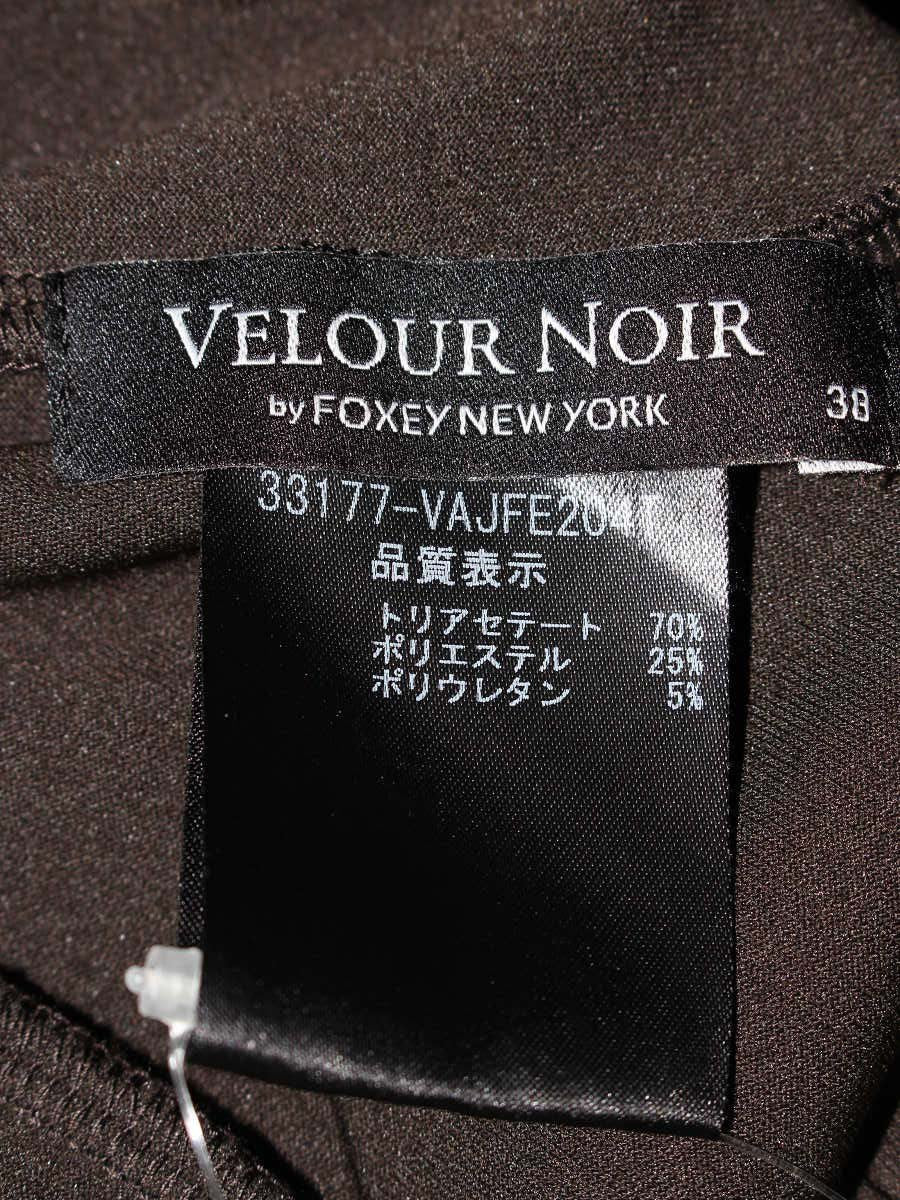 VELOUR NOIR
by FOXEY NEW YORK
38
品質表示
トリアセテート 70%
ポリエステル 25%
ポリウレタン 5%